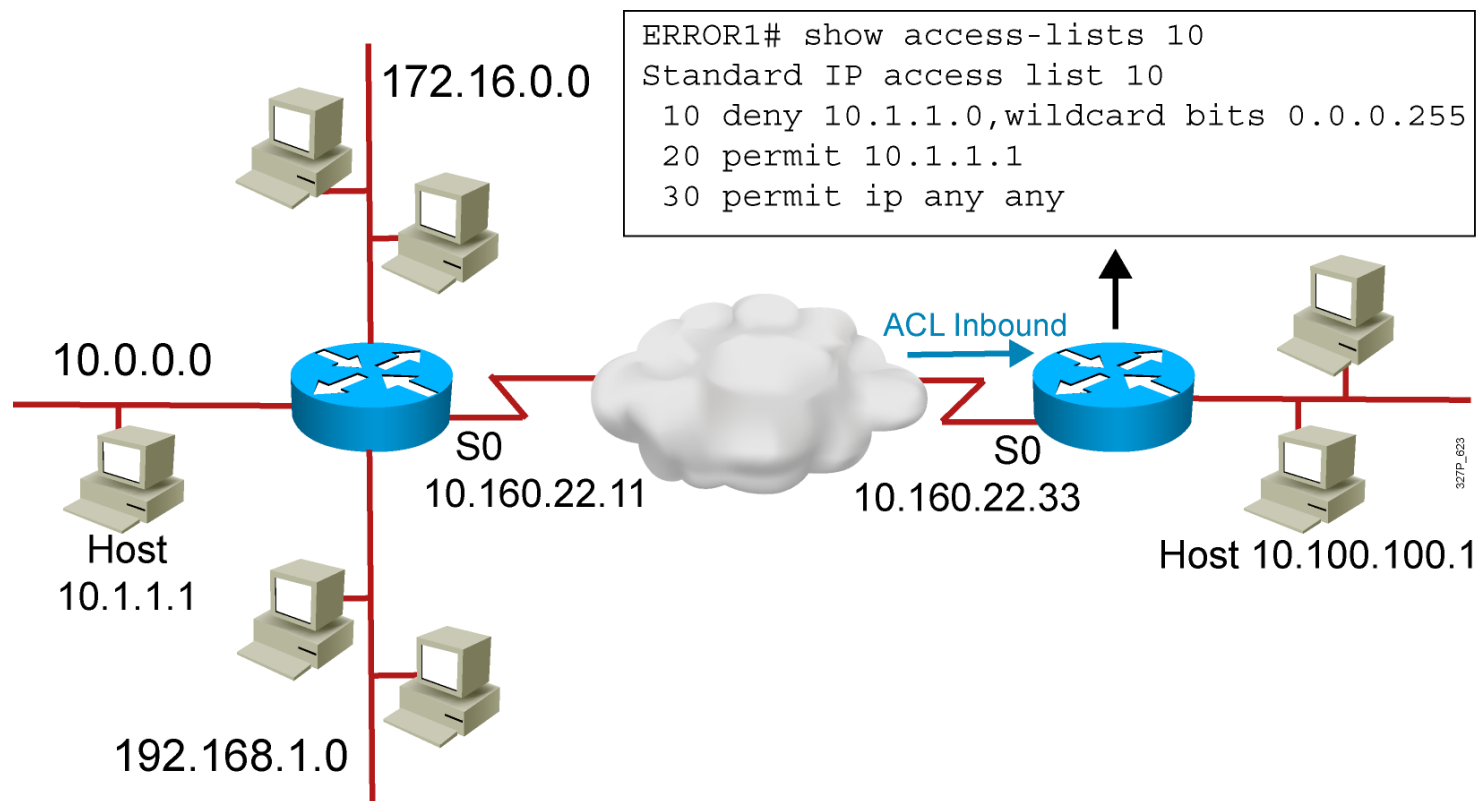 ERROR1# show access-lists 10
Standard IP access list 10
10 deny 10.1.1.0,wildcard bits 0.0.0.255
20 permit 10.1.1.1
30 permit ip any any
172.16.0.0
ACL Inbound
10.0.0.0
S0
10.160.22.11
S0
10.160.22.33
327P_623
Host
10.1.1.1
Host 10.100.100.1
192.168.1.0